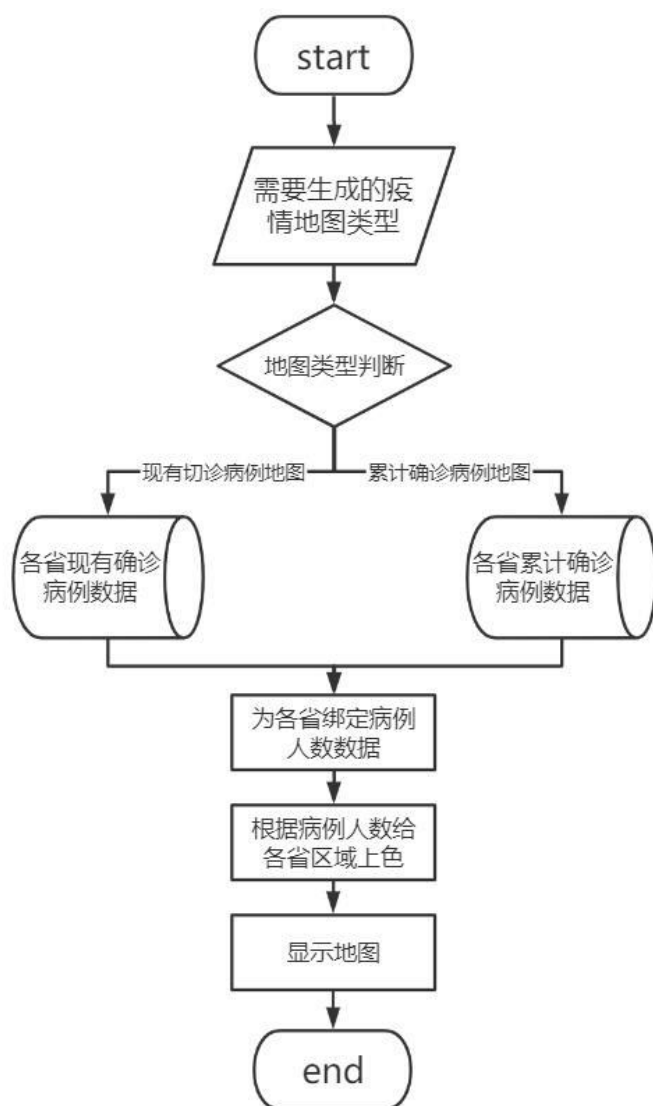 start
需要生成的疫
情地图类型
地图类型判断
现有切诊病例地图
累计确诊病例地图
各省现有确诊
病例数据
各省累计确诊
病例数据
为各省绑定病例
人数数据
根据病例人数给
各省区域上色
显示地图
end